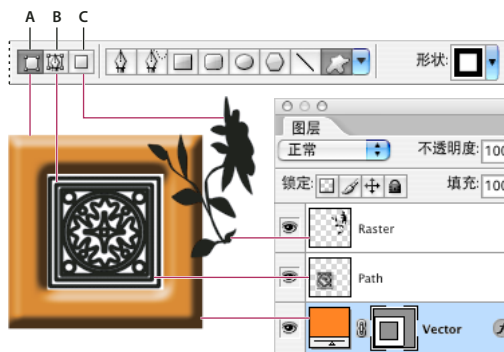 A B C
形状:
图层
正常 不透明度: 100
锁定: 填充: 100
Raster
Path
Vector